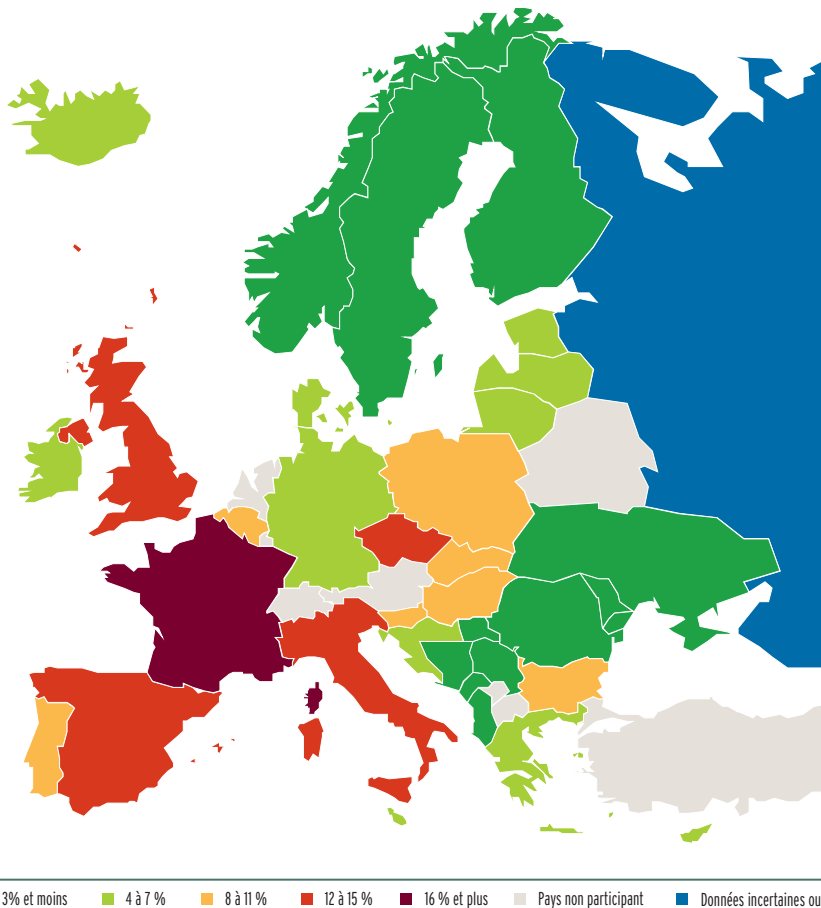 3% et moins 4 à 7 % 8 à 11 % 12 à 15 % 16 % et plus Pays non participant Données incertaines ou